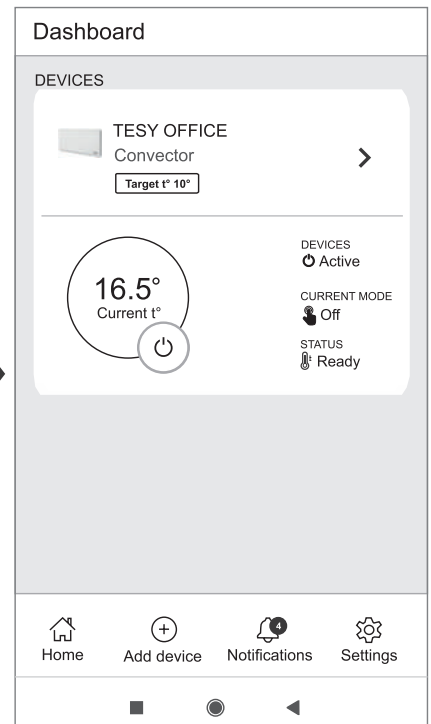 Dashboard
DEVICES
TESY OFFICE
Convector
Target t° 10°
16.5°
Current t°
DEVICES
Active
CURRENT MODE
Off
STATUS
Ready
4
Home
Add device
Notifications
Settings